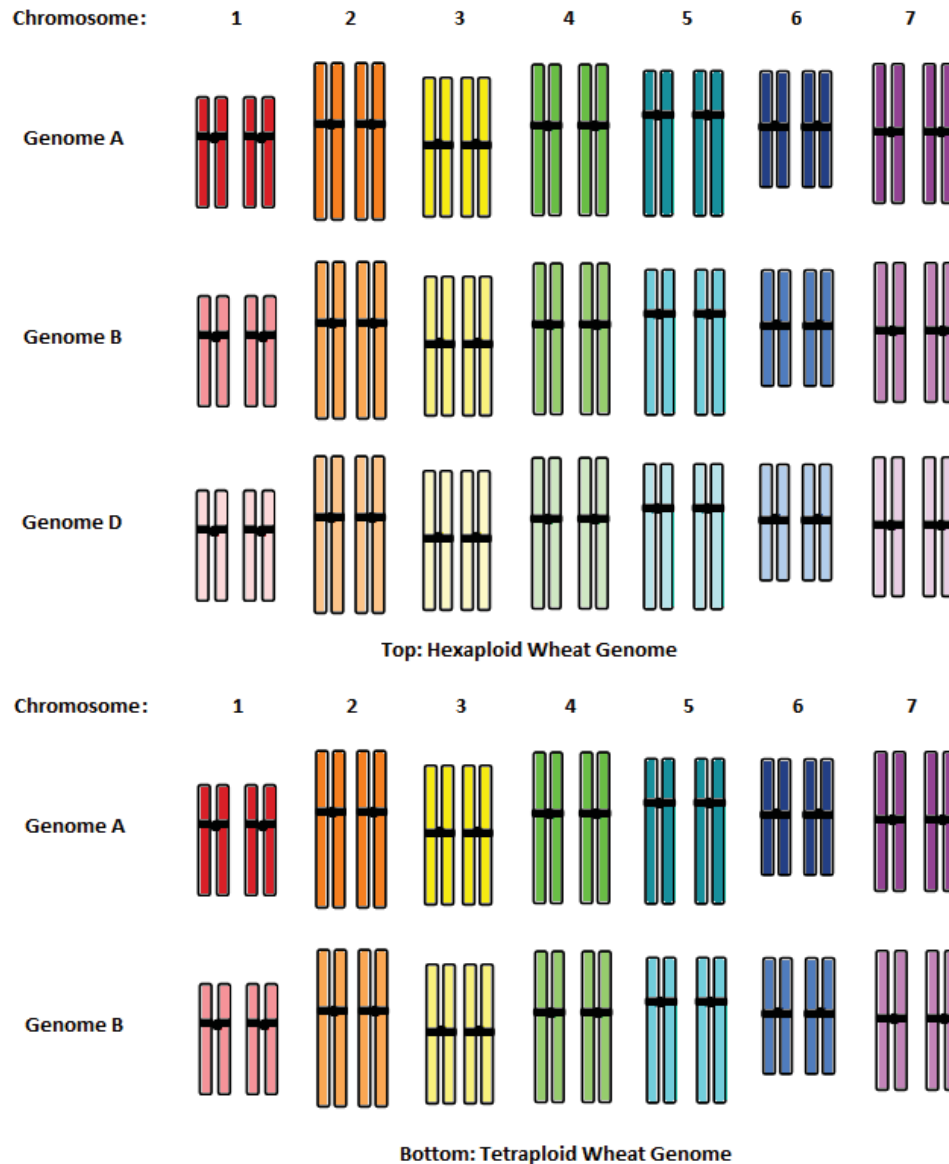 Chromosome: 1 2 3 4 5 6 7
Genome A
Genome B
Genome D
Top: Hexaploid Wheat Genome
Chromosome: 1 2 3 4 5 6 7
Genome A
Genome B
Bottom: Tetraploid Wheat Genome